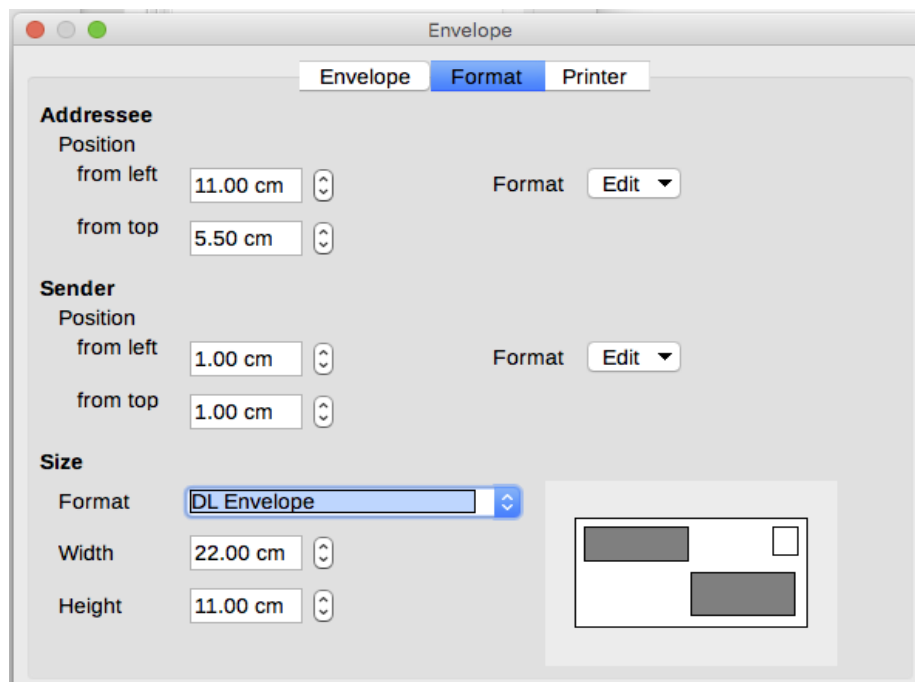 Envelope
Envelope Format Printer
Addressee
Position
from left 11.00 cm Format Edit
from top 5.50 cm
Sender
Position
from left 1.00 cm Format Edit
from top 1.00 cm
Size
Format DL Envelope
Width 22.00 cm
Height 11.00 cm